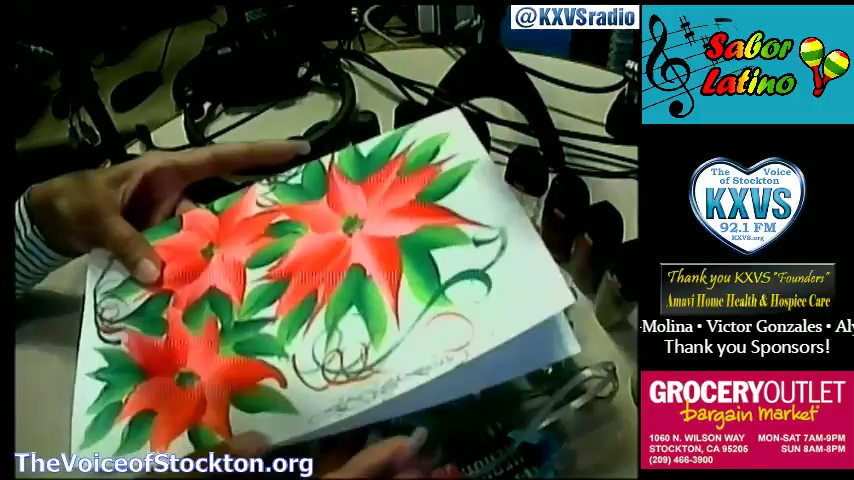 @KXVSradio
Sabor
Latino
The Voice
of Stockton
KXVS
92.1 FM
KXVS.org
Thank you KXVS "Founders"
Amavi Home Health & Hospice Care
Molina • Victor Gonzales • Aly
Thank you Sponsors!
GROCERY OUTLET
bargain market
1060 N. WILSON WAY MON-SAT 7AM-9PM
STOCKTON, CA 95205 SUN 8AM-8PM
(209) 466-3900
TheVoiceofStockton.org